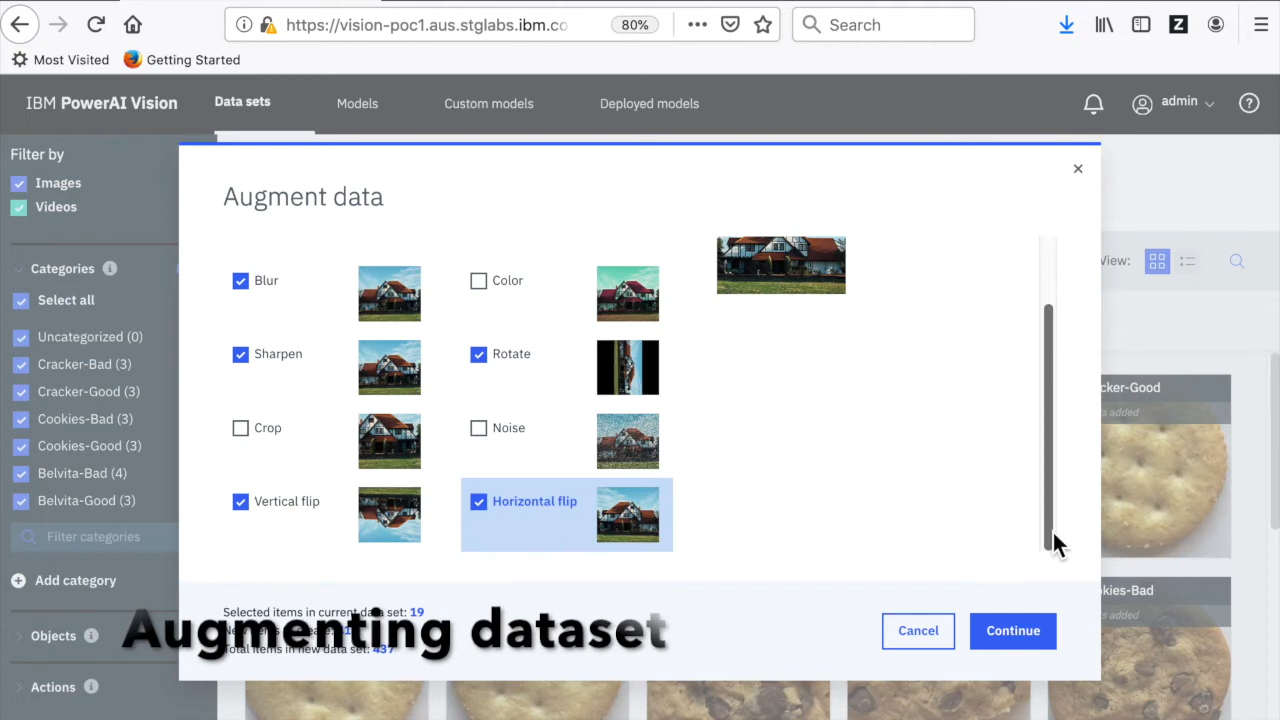 https://vision-poc1.aus.stglabs.ibm.co
80%
Search
Most Visited
Getting Started
IBM PowerAI Vision
Data sets
Models
Custom models
Deployed models
admin
Filter by
Images
Videos
Categories
Select all
Uncategorized (0)
Cracker-Bad (3)
Cracker-Good (3)
Cookies-Bad (3)
Cookies-Good (3)
Belvita-Bad (4)
Belvita-Good (3)
Filter categories
Add category
Objects
Actions
Augment data
Blur
Color
Sharpen
Rotate
Crop
Noise
Vertical flip
Horizontal flip
Selected items in current data set: 19
Total items in new data set: 437
Cancel
Continue
Augmenting dataset
View:
cker-Good
s added
kies-Bad